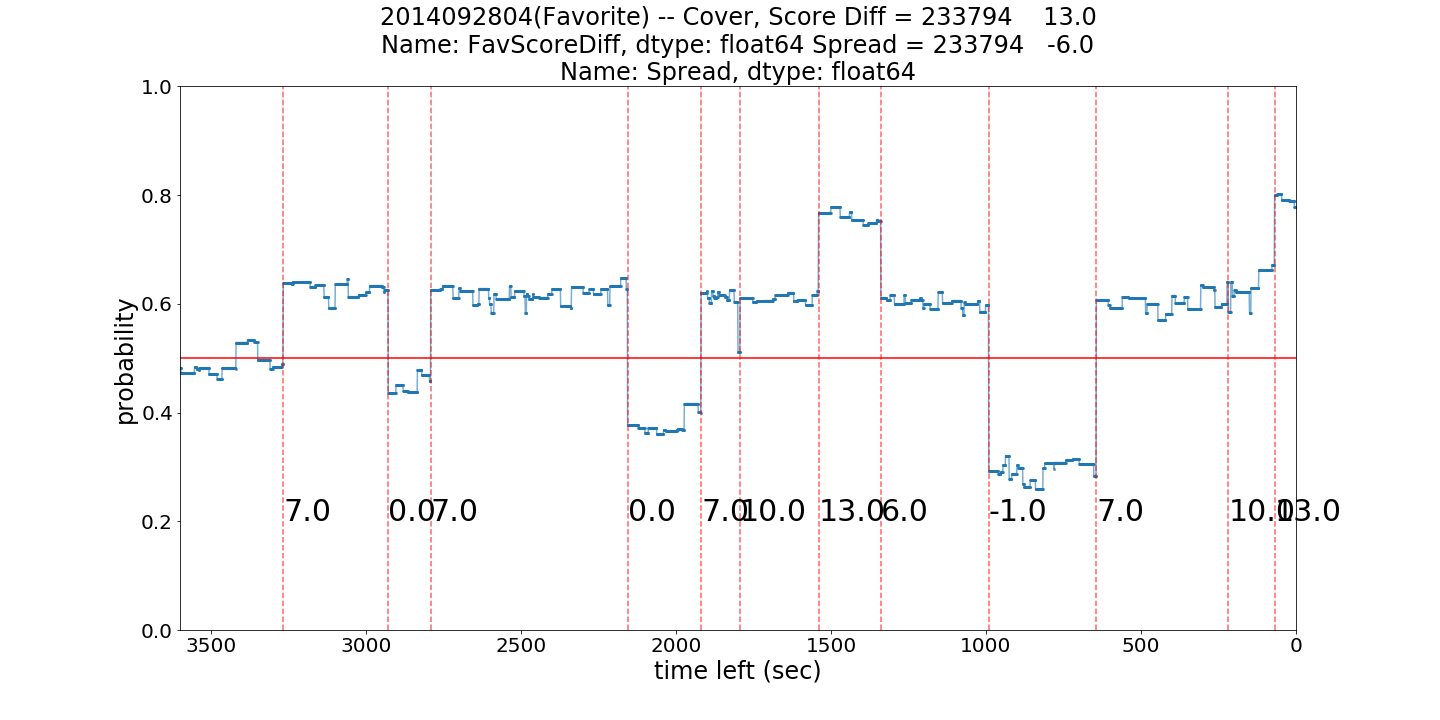 2014092804(Favorite) -- Cover, Score Diff = 233794    13.0
Name: FavScoreDiff, dtype: float64 Spread = 233794   -6.0
Name: Spread, dtype: float64
1.0
0.8
0.6
0.4
0.2
0.0
probability
7.0 0.0 7.0 0.0 7.0 10.0 13.0 6.0 -1.0 7.0 10.0 13.0
3500 3000 2500 2000 1500 1000 500 0
time left (sec)